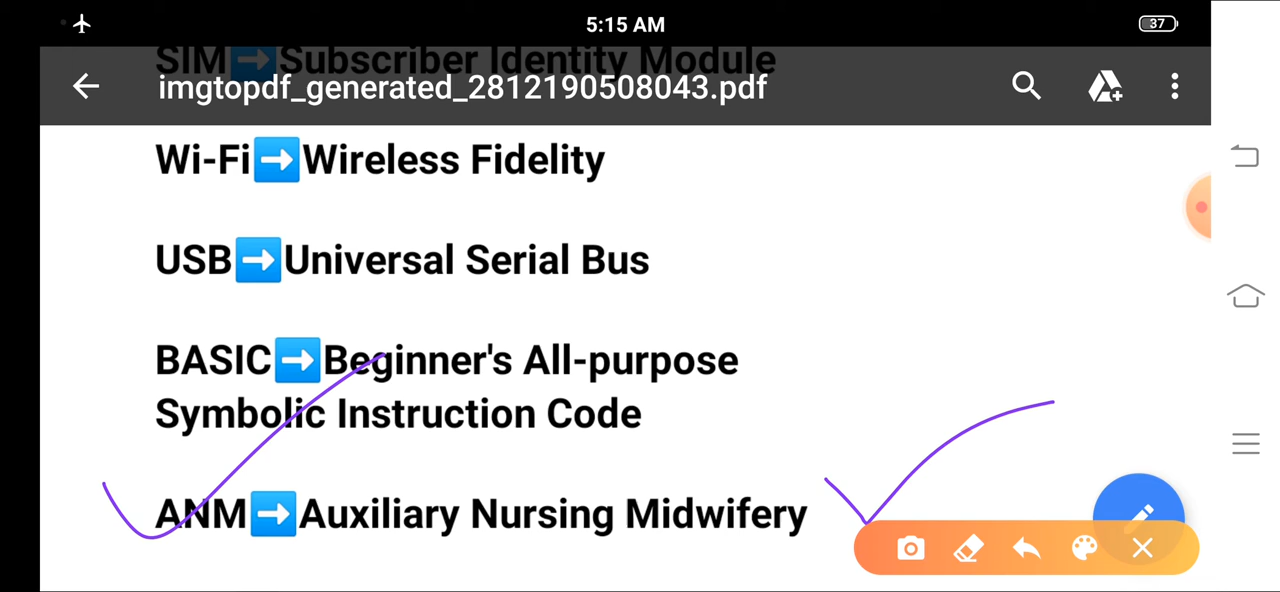 5:15 AM
37
SIM➡Subscriber Identity Module
imgtopdf_generated_2812190508043.pdf
Wi-Fi➡Wireless Fidelity
USB➡Universal Serial Bus
BASIC➡Beginner's All-purpose
Symbolic Instruction Code
ANM➡Auxiliary Nursing Midwifery